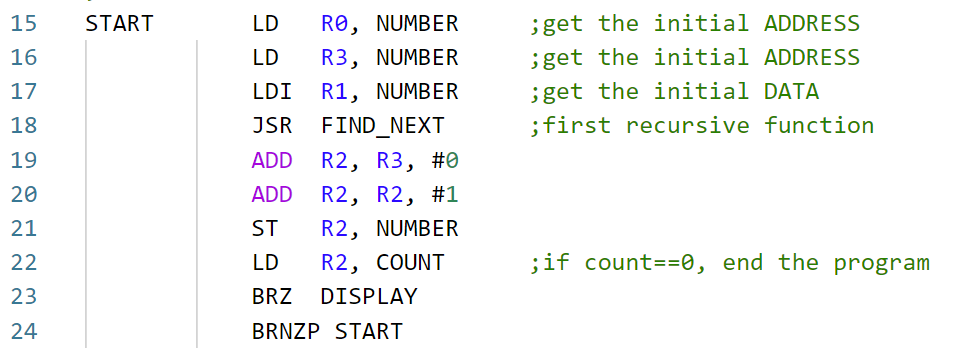 15 START LD R0, NUMBER ;get the initial ADDRESS
16 LD R3, NUMBER ;get the initial ADDRESS
17 LDI R1, NUMBER ;get the initial DATA
18 JSR FIND_NEXT ;first recursive function
19 ADD R2, R3, #0
20 ADD R2, R2, #1
21 ST R2, NUMBER
22 LD R2, COUNT ;if count==0, end the program
23 BRZ DISPLAY
24 BRNZP START